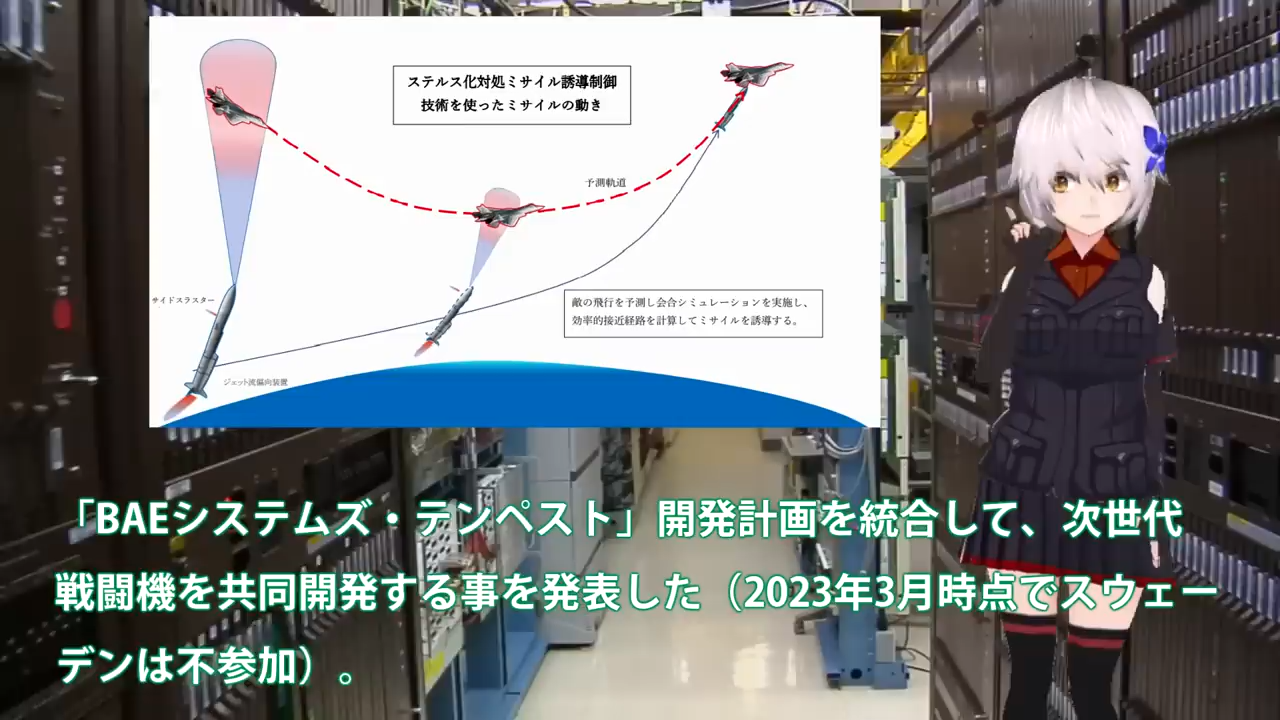 ステルス化対処ミサイル誘導制御
技術を使ったミサイルの動き
予測軌道
サイドスラスター
敵の飛行を予測し会合シミュレーションを実施し、
効率的接近経路を計算してミサイルを誘導する。
ジェット流偏向装置
「BAEシステムズ・テンペスト」開発計画を統合して、次世代
戦闘機を共同開発する事を発表した（2023年3月時点でスウェー
デンは不参加）。